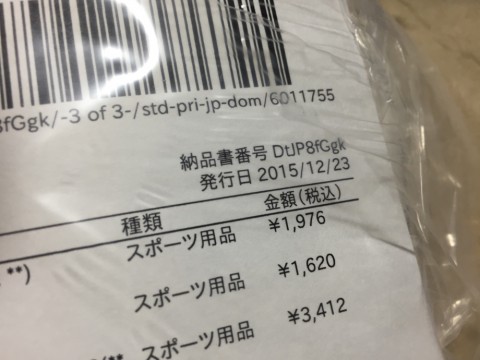 8fGgk/-3 of 3-/std-pri-jp-dom/6011755
納品書番号 DtJP8fGgk
発行日 2015/12/23
種類 金額(税込)
**) スポーツ用品 ¥1,976
スポーツ用品 ¥1,620
スポーツ用品 ¥3,412